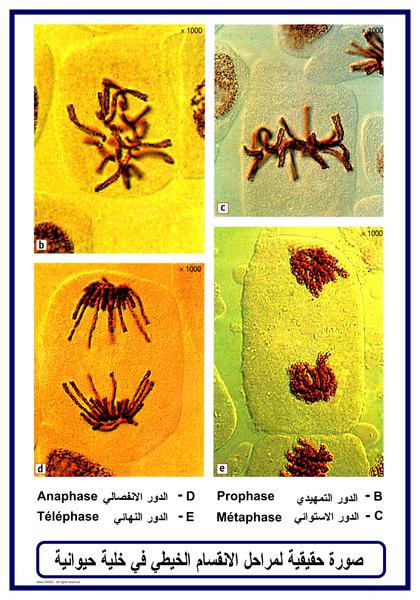 x 1000
b
x 1000
c
x 1000
d
x 1000
e
B - الدور التمهيدي Prophase
C - الدور الاستوائي Métaphase
D - الدور الانفصالي Anaphase
E - الدور النهائي Téléphase
صورة حقيقية لمراحل الانقسام الخيطي في خلية حيوانية